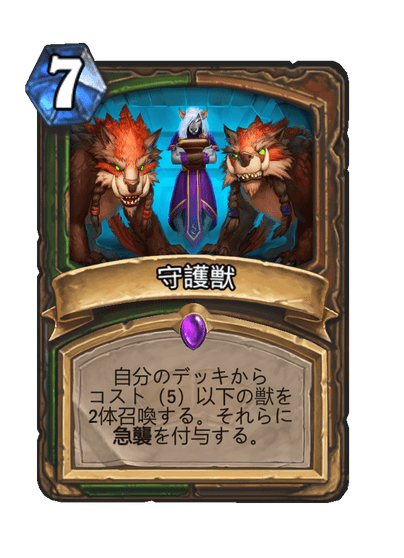 7
守護獣
自分のデッキから
コスト（5）以下の獣を
2体召喚する。それらに
急襲を付与する。